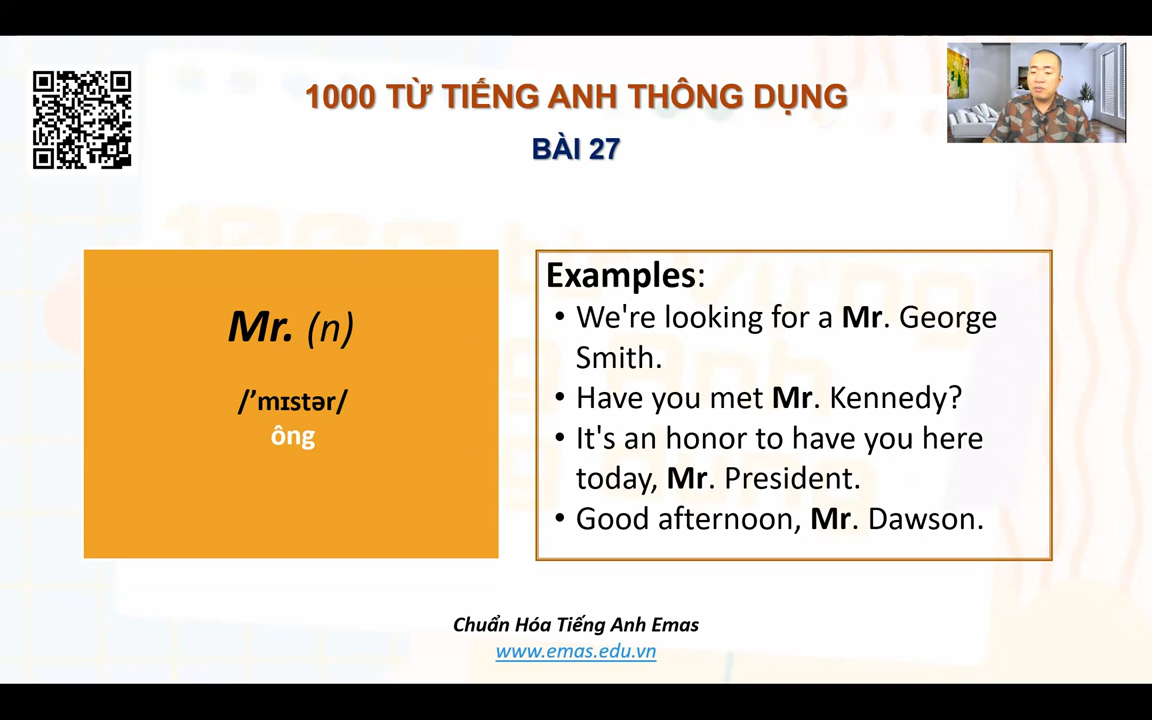 1000 TỪ TIẾNG ANH THÔNG DỤNG
BÀI 27
Mr. (n)
/’mɪstər/
ông
Examples:
• We're looking for a Mr. George
Smith.
• Have you met Mr. Kennedy?
• It's an honor to have you here
today, Mr. President.
• Good afternoon, Mr. Dawson.
Chuẩn Hóa Tiếng Anh Emas
www.emas.edu.vn